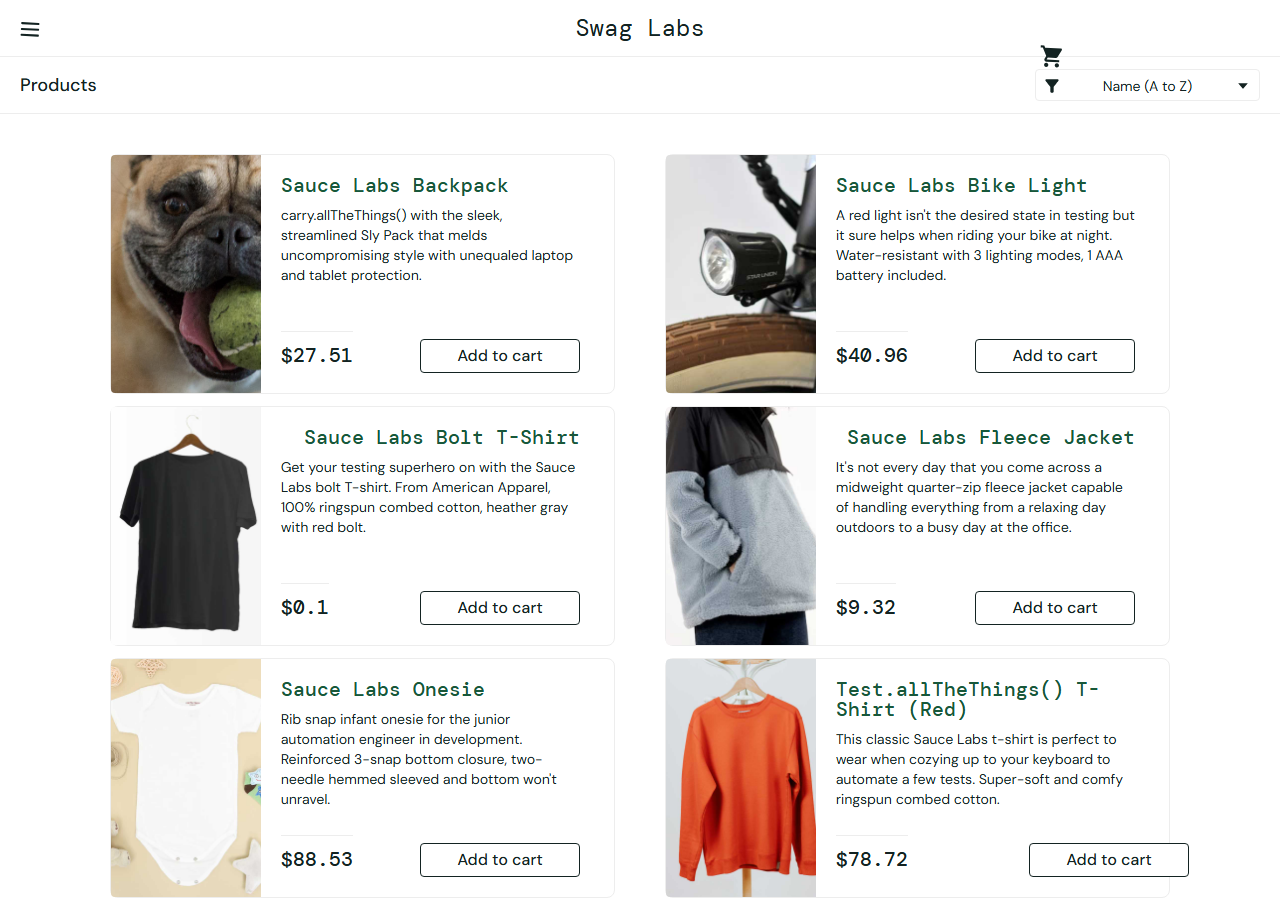 Swag Labs
Products
Name (A to Z)
Sauce Labs Backpack
carry.allTheThings() with the sleek,
streamlined Sly Pack that melds
uncompromising style with unequaled laptop
and tablet protection.
$27.51
Add to cart
Sauce Labs Bike Light
A red light isn't the desired state in testing but
it sure helps when riding your bike at night.
Water-resistant with 3 lighting modes, 1 AAA
battery included.
$40.96
Add to cart
Sauce Labs Bolt T-Shirt
Get your testing superhero on with the Sauce
Labs bolt T-shirt. From American Apparel,
100% ringspun combed cotton, heather gray
with red bolt.
$0.1
Add to cart
Sauce Labs Fleece Jacket
It's not every day that you come across a
midweight quarter-zip fleece jacket capable
of handling everything from a relaxing day
outdoors to a busy day at the office.
$9.32
Add to cart
Sauce Labs Onesie
Rib snap infant onesie for the junior
automation engineer in development.
Reinforced 3-snap bottom closure, two-
needle hemmed sleeved and bottom won't
unravel.
$88.53
Add to cart
Test.allTheThings() T-
Shirt (Red)
This classic Sauce Labs t-shirt is perfect to
wear when cozying up to your keyboard to
automate a few tests. Super-soft and comfy
ringspun combed cotton.
$78.72
Add to cart